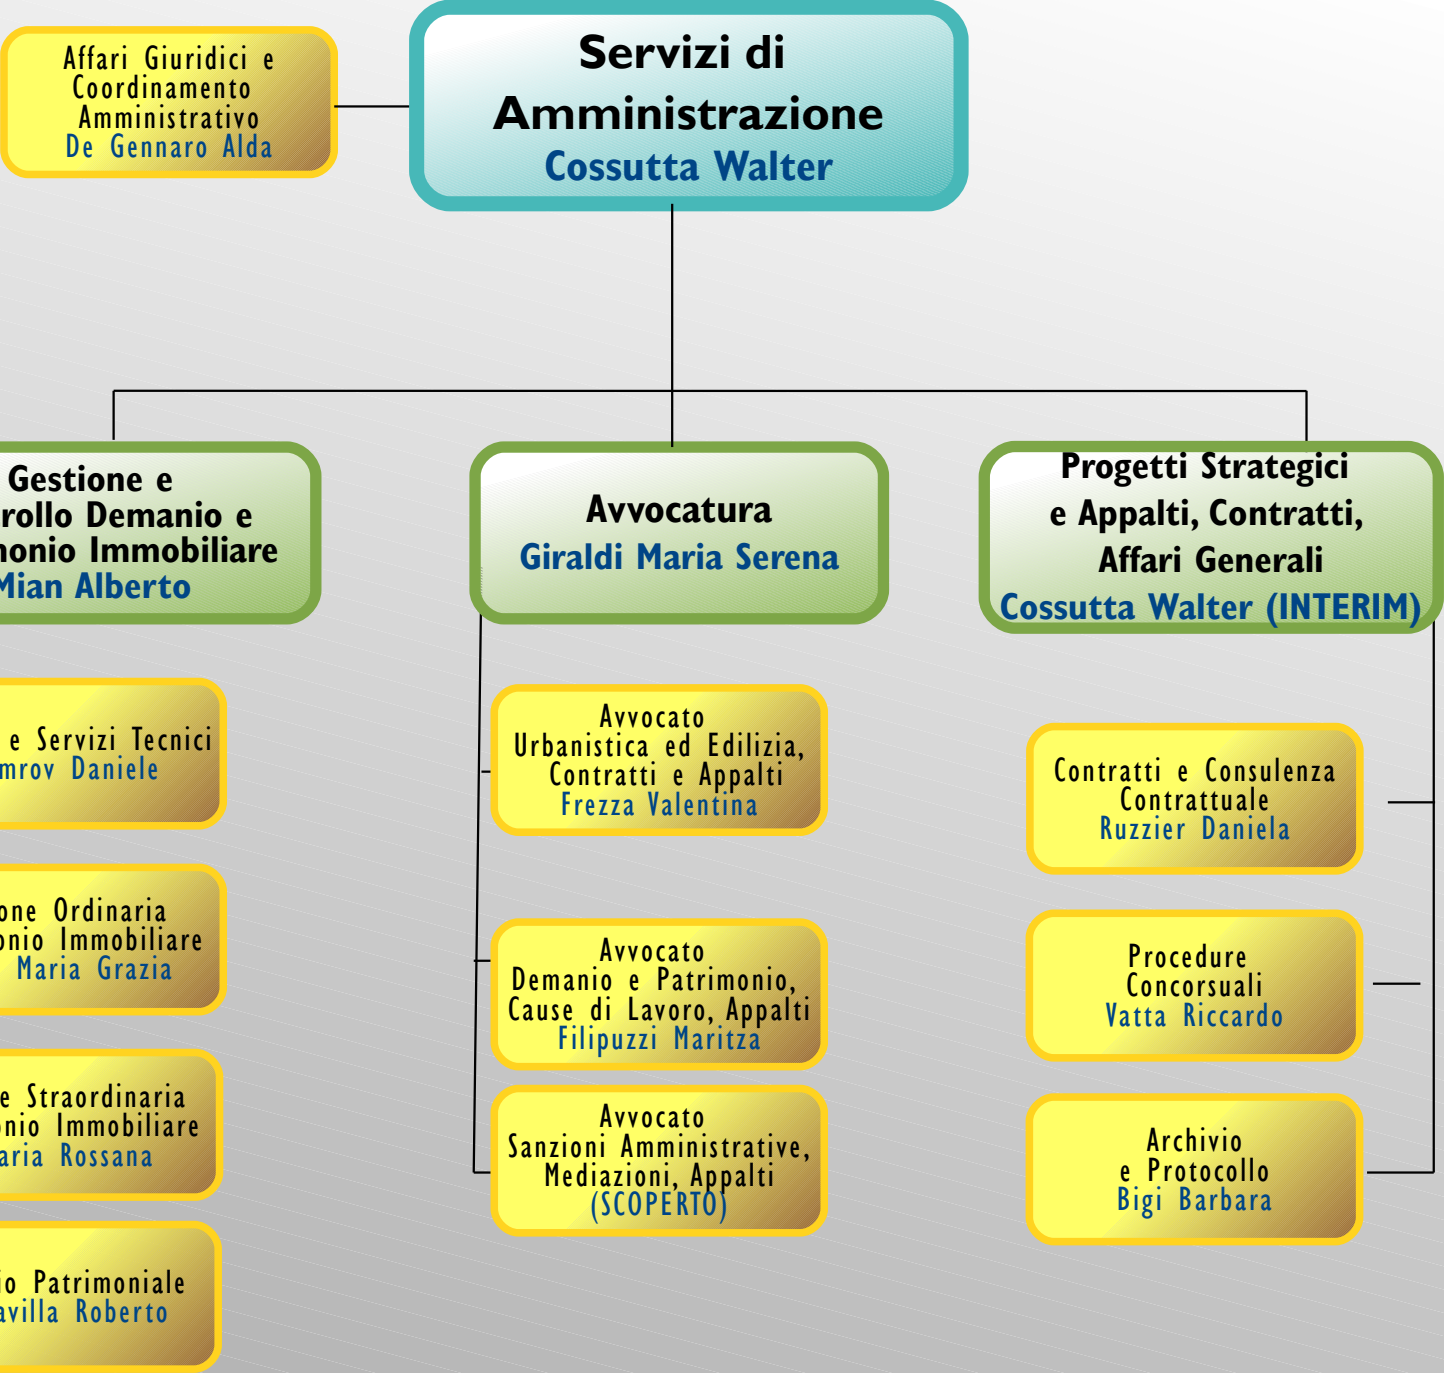 Affari Giuridici e
Coordinamento
Amministrativo
De Gennaro Alda
Servizi di
Amministrazione
Cossutta Walter
Gestione e
rollo Demanio e
onio Immobiliare
Mian Alberto
Avvocatura
Giraldi Maria Serena
Progetti Strategici
e Appalti, Contratti,
Affari Generali
Cossutta Walter (INTERIM)
e Servizi Tecnici
mrov Daniele
one Ordinaria
onio Immobiliare
Maria Grazia
e Straordinaria
onio Immobiliare
aria Rossana
io Patrimoniale
avilla Roberto
Avvocato
Urbanistica ed Edilizia,
Contratti e Appalti
Frezza Valentina
Avvocato
Demanio e Patrimonio,
Cause di Lavoro, Appalti
Filipuzzi Maritza
Avvocato
Sanzioni Amministrative,
Mediazioni, Appalti
(SCOPERTO)
Contratti e Consulenza
Contrattuale
Ruzzier Daniela
Procedure
Concorsuali
Vatta Riccardo
Archivio
e Protocollo
Bigi Barbara